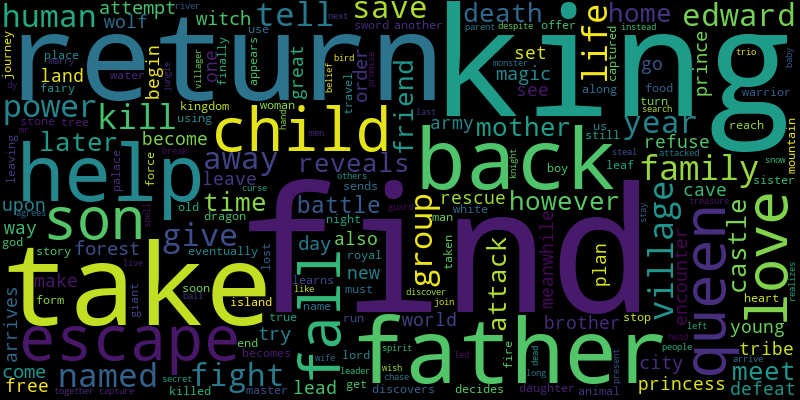 human attempt river tell save death home edward
wolf witch life
return king
journey place use sword another next parent despite offer instead
land begin one finally appears great order friend set go captured prince trio baby
fairy water villager bird belief magic see along food turn warrior
power kill kingdom woman travel army mother year search
stone tree using child hand men last us still refuse reach mountain
later become
leaving help away reveals back leaf family attacked snow
palace force leave knight boy steal cave sister
upon son old time curse sends others rescue however
agrees spell dragon battle night guard man white village love
way give group taken stay treasure
god story forest eventually day also royal find meanwhile plan encounter queen castle realizes
take lost learns new discover attack heart
make live soon island like must join
form giant ball fall name
arrives escape true run world brother stop left young
end try father head people tribe
becomes wife lord spirit fire dead present city arrive
come named fight leader wish led princess meet
free secret master lead get chase discovers decides long daughter animal defeat
together capture killed